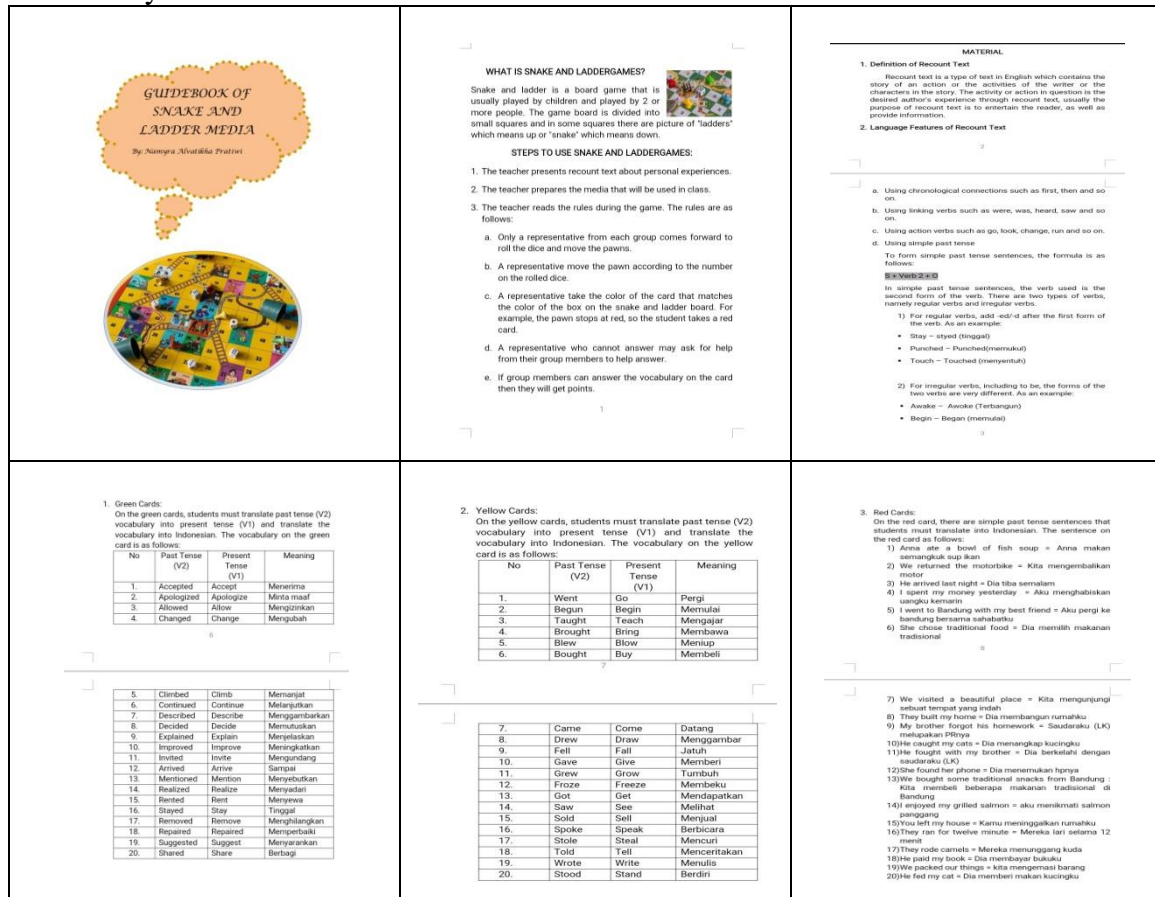 GUIDEBOOK OF
SNAKE AND
LADDER MEDIA
By: Namyra Alvatikha Pratiwi
WHAT IS SNAKE AND LADDERGAMES?
Snake and ladder is a board game that is
usually played by children and played by 2 or
more people. The game board is divided into
small squares and in some squares there are picture of "ladders"
which means up or "snake" which means down.
STEPS TO USE SNAKE AND LADDERGAMES:
1. The teacher presents recount text about personal experiences.
2. The teacher prepares the media that will be used in class.
3. The teacher reads the rules during the game. The rules are as
follows:
a. Only a representative from each group comes forward to
roll the dice and move the pawns.
b. A representative move the pawn according to the number
on the rolled dice.
c. A representative take the color of the card that matches
the color of the box on the snake and ladder board. For
example, the pawn stops at red, so the student takes a red
card.
d. A representative who cannot answer may ask for help
from their group members to help answer.
e. If group members can answer the vocabulary on the card
then they will get points.
1
MATERIAL
1. Definition of Recount Text
Recount text is a type of text in English which contains the
story of an action or the activities of the writer or the
characters in the story. The activity or action in question is the
desired author's experience through recount text, usually the
purpose of recount text is to entertain the reader, as well as
provide information.
2. Language Features of Recount Text
2
a. Using chronological connections such as first, then and so
on.
b. Using linking verbs such as were, was, heard, saw and so
on.
c. Using action verbs such as go, look, change, run and so on.
d. Using simple past tense
To form simple past tense sentences, the formula is as
follows:
S + Verb 2 + O
In simple past tense sentences, the verb used is the
second form of the verb. There are two types of verbs,
namely regular verbs and irregular verbs.
1) For regular verbs, add -ed/-d after the first form of
the verb. As an example:
• Stay – styed (tinggal)
• Punched – Punched(memukul)
• Touch – Touched (menyentuh)
2) For irregular verbs, including to be, the forms of the
two verbs are very different. As an example:
• Awake – Awoke (Terbangun)
• Begin – Began (memulai)
3
1. Green Cards:
On the green cards, students must translate past tense (V2)
vocabulary into present tense (V1) and translate the
vocabulary into Indonesian. The vocabulary on the green
card is as follows:
No Past Tense (V2) Present Tense (V1) Meaning
1. Accepted Accept Menerima
2. Apologized Apologize Minta maaf
3. Allowed Allow Mengizinkan
4. Changed Change Mengubah
6
5. Climbed Climb Memanjat
6. Continued Continue Melanjutkan
7. Described Describe Menggambarkan
8. Decided Decide Memutuskan
9. Explained Explain Menjelaskan
10. Improved Improve Meningkatkan
11. Invited Invite Mengundang
12. Arrived Arrive Sampai
13. Mentioned Mention Menyebutkan
14. Realized Realize Menyadari
15. Rented Rent Menyewa
16. Stayed Stay Tinggal
17. Removed Remove Menghilangkan
18. Repaired Repaired Memperbaiki
19. Suggested Suggest Menyarankan
20. Shared Share Berbagi
2. Yellow Cards:
On the yellow cards, students must translate past tense (V2)
vocabulary into present tense (V1) and translate the
vocabulary into Indonesian. The vocabulary on the yellow
card is as follows:
No Past Tense (V2) Present Tense (V1) Meaning
1. Went Go Pergi
2. Begun Begin Memulai
3. Taught Teach Mengajar
4. Brought Bring Membawa
5. Blew Blow Meniup
6. Bought Buy Membeli
7
7. Came Come Datang
8. Drew Draw Menggambar
9. Fell Fall Jatuh
10. Gave Give Memberi
11. Grew Grow Tumbuh
12. Froze Freeze Membeku
13. Got Get Mendapatkan
14. Saw See Melihat
15. Sold Sell Menjual
16. Spoke Speak Berbicara
17. Stole Steal Mencuri
18. Told Tell Menceritakan
19. Wrote Write Menulis
20. Stood Stand Berdiri
3. Red Cards:
On the red card, there are simple past tense sentences that
students must translate into Indonesian. The sentence on
the red card as follows:
1) Anna ate a bowl of fish soup = Anna makan
semangkuk sup ikan
2) We returned the motorbike = Kita mengembalikan
motor
3) He arrived last night = Dia tiba semalam
4) I spent my money yesterday = Aku menghabiskan
uangku kemarin
5) I went to Bandung with my best friend = Aku pergi ke
bandung bersama sahabatku
6) She chose traditional food = Dia memilih makanan
tradisional
8
7) We visited a beautiful place = Kita mengunjungi
sebuat tempat yang indah
8) They built my home = Dia membangun rumahku
9) My brother forgot his homework = Saudaraku (LK)
melupakan PRnya
10)He caught my cats = Dia menangkap kucingku
11)He fought with my brother = Dia berkelahi dengan
saudaraku (LK)
12)She found her phone = Dia menemukan hpnya
13)We bought some traditional snacks from Bandung :
Kita membeli beberapa makanan tradisional di
Bandung
14)I enjoyed my grilled salmon = aku menikmati salmon
panggang
15)You left my house = Kamu meninggalkan rumahku
16)They ran for twelve minute = Mereka lari selama 12
menit
17)They rode camels = Mereka menunggang kuda
18)He paid my book = Dia membayar bukuku
19)We packed our things = kita mengemasi barang
20)He fed my cat = Dia memberi makan kucingku